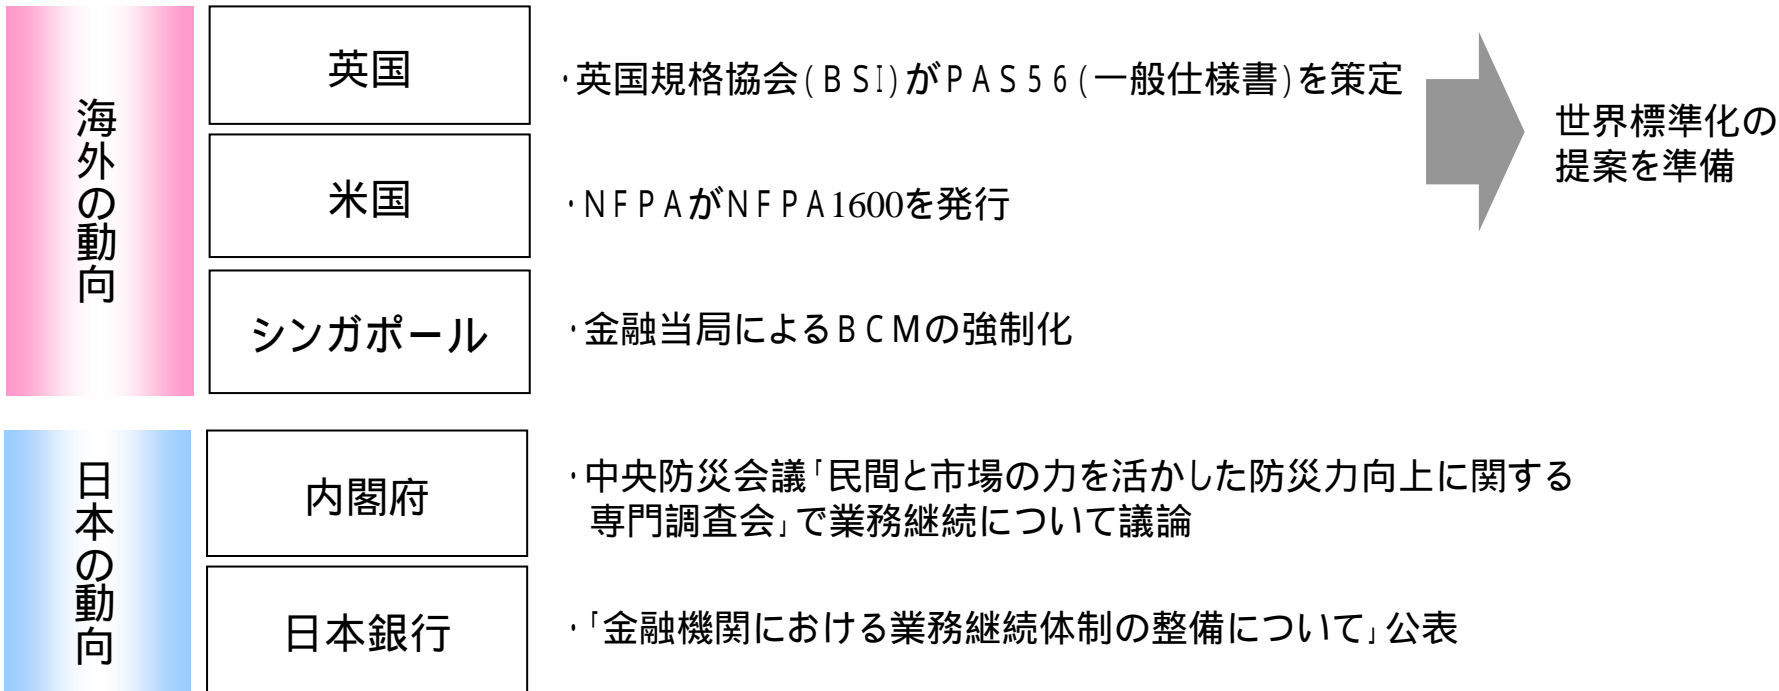 海外の動向
英国
・英国規格協会(BSI)がPAS56(一般仕様書)を策定
世界標準化の
提案を準備
米国
・NFPAがNFPA1600を発行
シンガポール
・金融当局によるBCMの強制化
日本の動向
内閣府
・中央防災会議「民間と市場の力を活かした防災力向上に関する
専門調査会」で業務継続について議論
日本銀行
・「金融機関における業務継続体制の整備について」公表